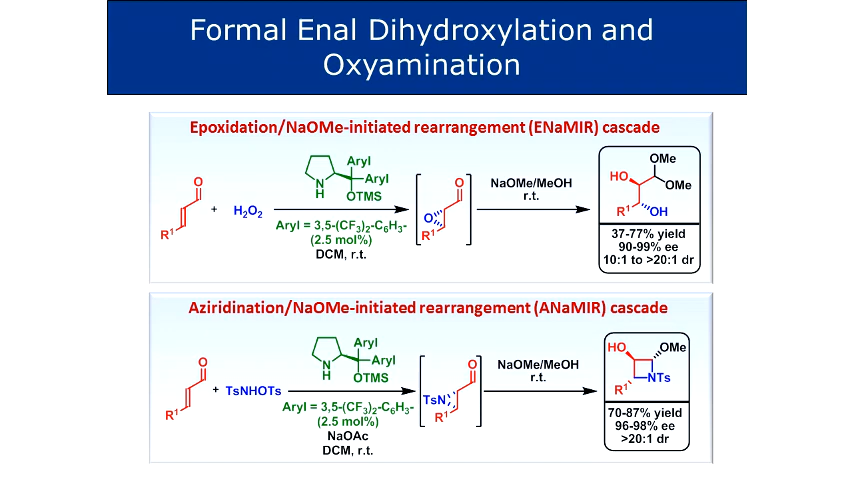 Formal Enal Dihydroxylation and
Oxyamination
Epoxidation/NaOMe-initiated rearrangement (ENaMIR) cascade
O
R¹
+
H₂O₂
N
H
Aryl
Aryl
OTMS
Aryl = 3,5-(CF₃)₂-C₆H₃-
(2.5 mol%)
DCM, r.t.
O
O
R¹
NaOMe/MeOH
r.t.
OMe
HO
OMe
R¹
OH
37-77% yield
90-99% ee
10:1 to >20:1 dr
Aziridination/NaOMe-initiated rearrangement (ANaMIR) cascade
O
R¹
+
TsNHOTs
N
H
Aryl
Aryl
OTMS
Aryl = 3,5-(CF₃)₂-C₆H₃-
(2.5 mol%)
NaOAc
DCM, r.t.
O
TsN
R¹
NaOMe/MeOH
r.t.
HO
OMe
NTs
R¹
70-87% yield
96-98% ee
>20:1 dr